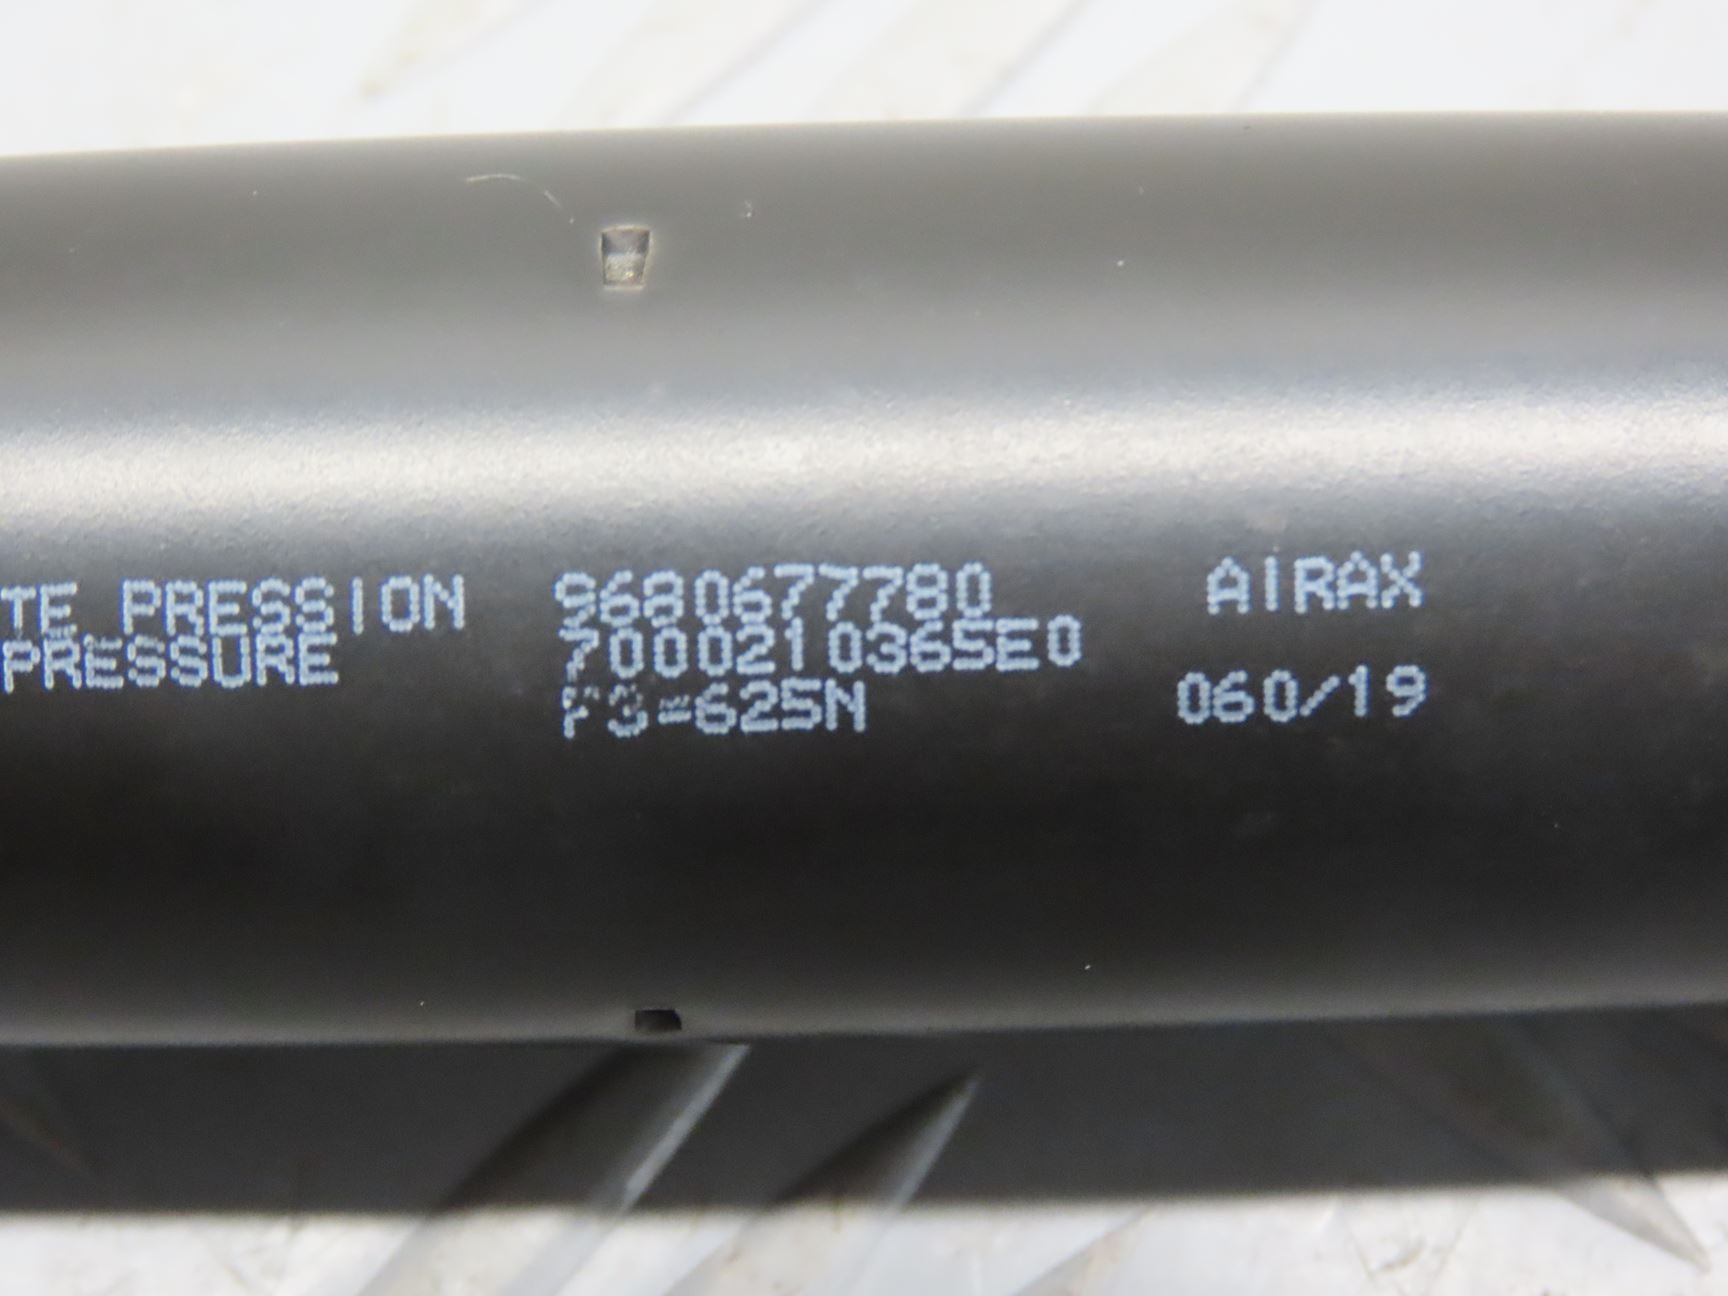 TE PRESSION 9680677780 AIRAX
PRESSURE 7000210365E0
F3=625N 060/19